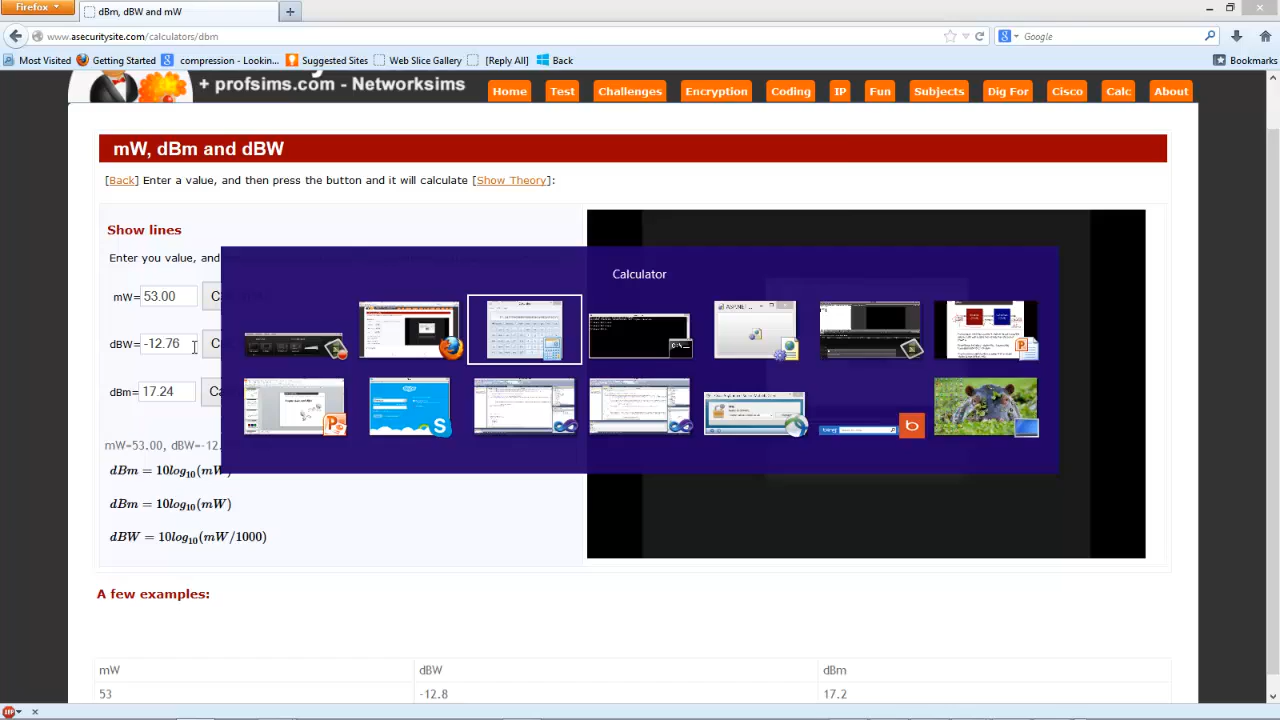 Firefox
dBm, dBW and mW
www.asecuritysite.com/calculators/dbm
Google
Most Visited
Getting Started
compression - Lookin...
Suggested Sites
Web Slice Gallery
[Reply All]
Back
Bookmarks
+ profsims.com - Networksims
Home
Test
Challenges
Encryption
Coding
IP
Fun
Subjects
Dig For
Cisco
Calc
About
mW, dBm and dBW
[Back] Enter a value, and then press the button and it will calculate [Show Theory]:
Show lines
Enter you value, and
Calculator
mW= 53.00
dBW= -12.76
dBm= 17.24
mW=53.00, dBW=-12.
dBm = 10log10(mW)
dBm = 10log10(mW)
dBW = 10log10(mW/1000)
A few examples:
mW dBW dBm
53 -12.8 17.2